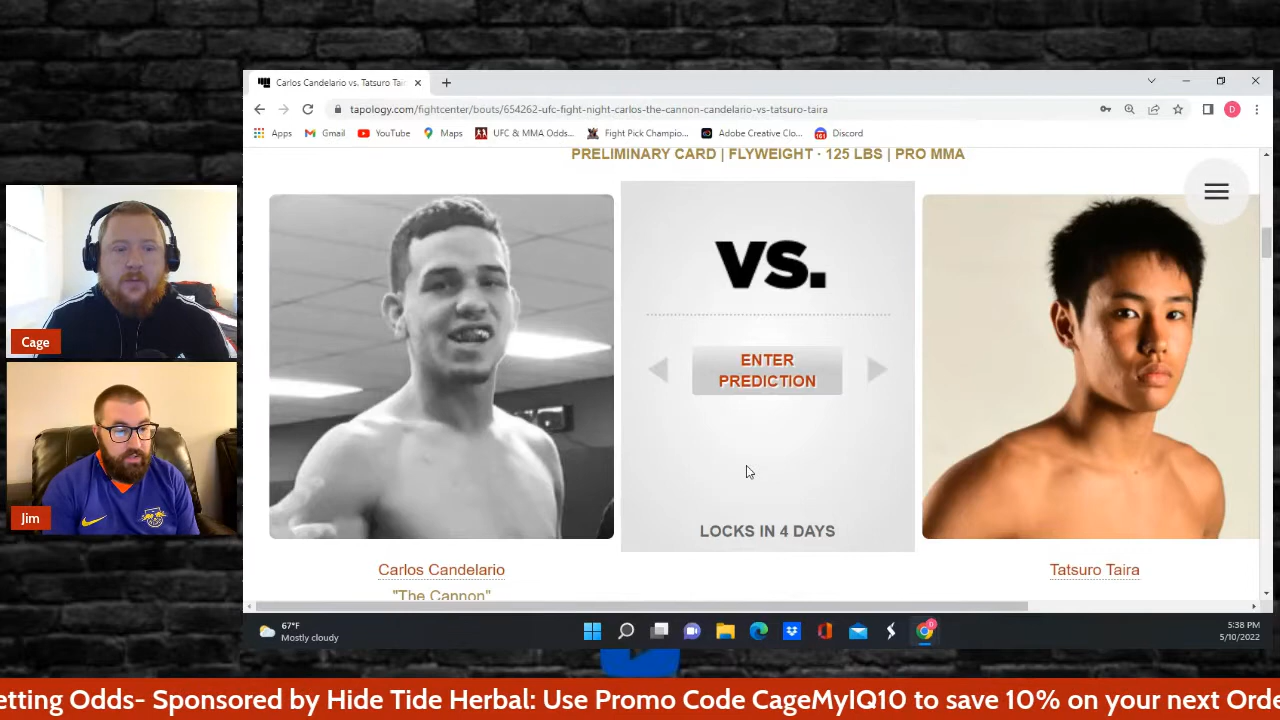 Carlos Candelario vs. Tatsuro Tair
tapology.com/fightcenter/bouts/654262-ufc-fight-night-carlos-the-cannon-candelario-vs-tatsuro-taira
D
Apps
Gmail
YouTube
Maps
UFC & MMA Odds...
Fight Pick Champio...
Adobe Creative Clo...
161
Discord
PRELIMINARY CARD | FLYWEIGHT · 125 LBS | PRO MMA
VS.
ENTER
PREDICTION
LOCKS IN 4 DAYS
Carlos Candelario
"The Cannon"
Tatsuro Taira
Cage
Jim
67°F
Mostly cloudy
5:38 PM
5/10/2022
etting Odds- Sponsored by Hide Tide Herbal: Use Promo Code CageMyIQ10 to save 10% on your next Orde